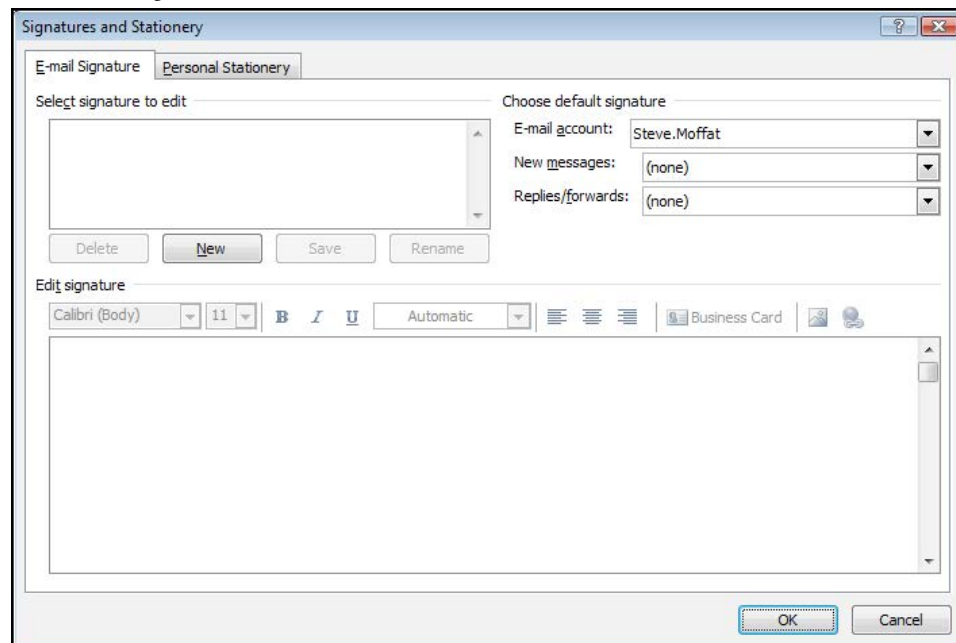 Signatures and Stationery
E-mail Signature Personal Stationery
Select signature to edit
Choose default signature
E-mail account: Steve.Moffat
New messages: (none)
Replies/forwards: (none)
Delete New Save Rename
Edit signature
Calibri (Body) 11 B I U Automatic Business Card
OK Cancel